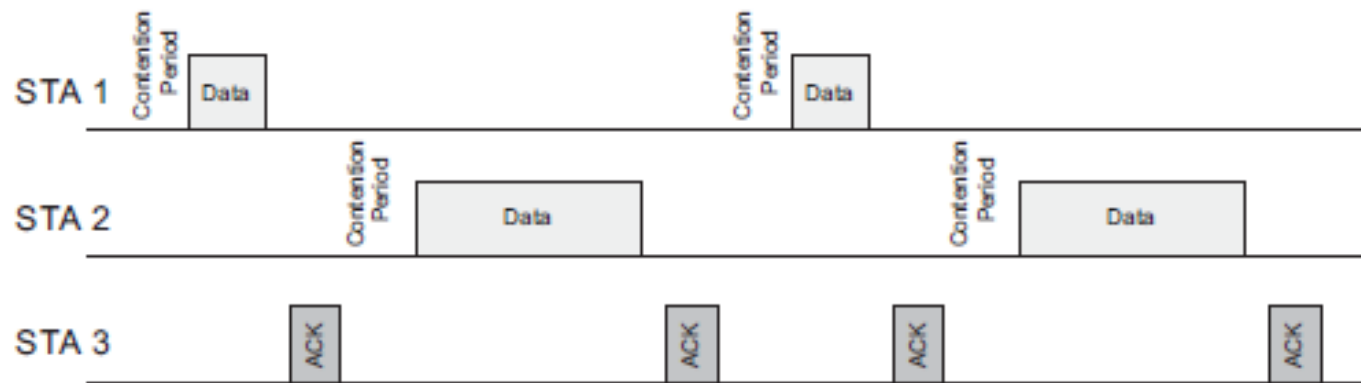 STA 1
Contention
Period
Data
Contention
Period
Data
STA 2
Contention
Period
Data
Contention
Period
Data
STA 3
ACK
ACK
ACK
ACK